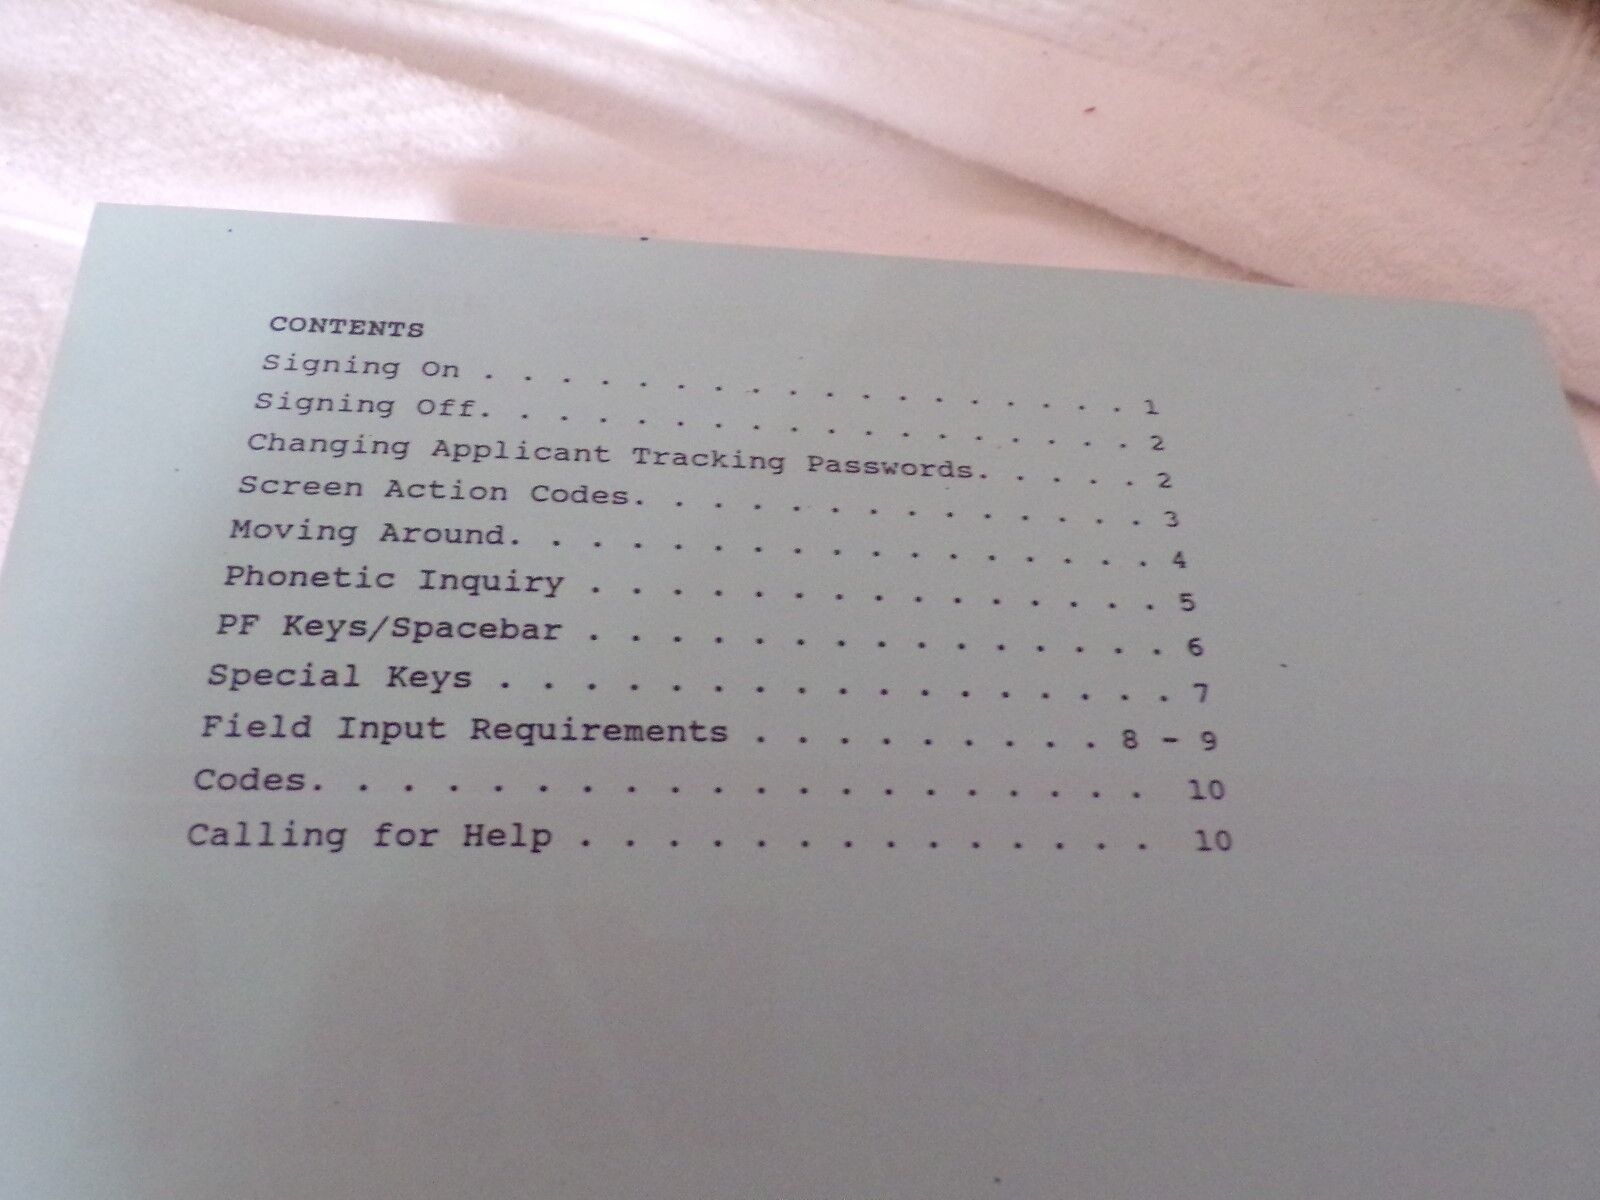 CONTENTS
Signing On . . . . . . . . . . . . . . . . . 1
Signing Off. . . . . . . . . . . . . . . . . 2
Changing Applicant Tracking Passwords. . . . . 2
Screen Action Codes. . . . . . . . . . . . . . 3
Moving Around. . . . . . . . . . . . . . . . . 4
Phonetic Inquiry . . . . . . . . . . . . . . . 5
PF Keys/Spacebar . . . . . . . . . . . . . . . 6
Special Keys . . . . . . . . . . . . . . . . . 7
Field Input Requirements . . . . . . . . . 8 - 9
Codes. . . . . . . . . . . . . . . . . . . 10
Calling for Help . . . . . . . . . . . . . . 10